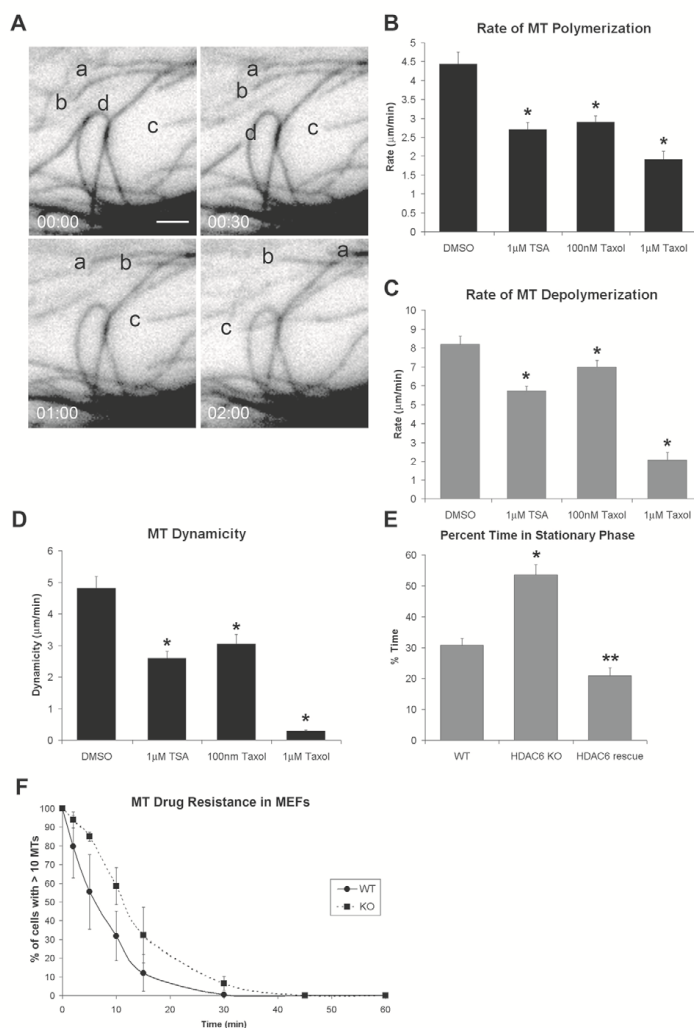 A
a
b
d
c
00:00
a
b
d
c
00:30
a
b
c
01:00
b
a
c
02:00
B
Rate of MT Polymerization
Rate (μm/min)
5
4.5
4
3.5
3
2.5
2
1.5
1
0.5
0
*
*
*
DMSO 1μM TSA 100nM Taxol 1μM Taxol
C
Rate of MT Depolymerization
Rate (μm/min)
10
9
8
7
6
5
4
3
2
1
0
*
*
*
DMSO 1μM TSA 100nM Taxol 1μM Taxol
D
MT Dynamicity
Dynamicity (μm/min)
6
5
4
3
2
1
0
*
*
*
DMSO 1μM TSA 100nm Taxol 1μM Taxol
E
Percent Time in Stationary Phase
% Time
60
50
40
30
20
10
0
*
**
WT HDAC6 KO HDAC6 rescue
F
MT Drug Resistance in MEFs
% of cells with > 10 MTs
100
90
80
70
60
50
40
30
20
10
0
WT
KO
0 10 20 30 40 50 60
Time (min)